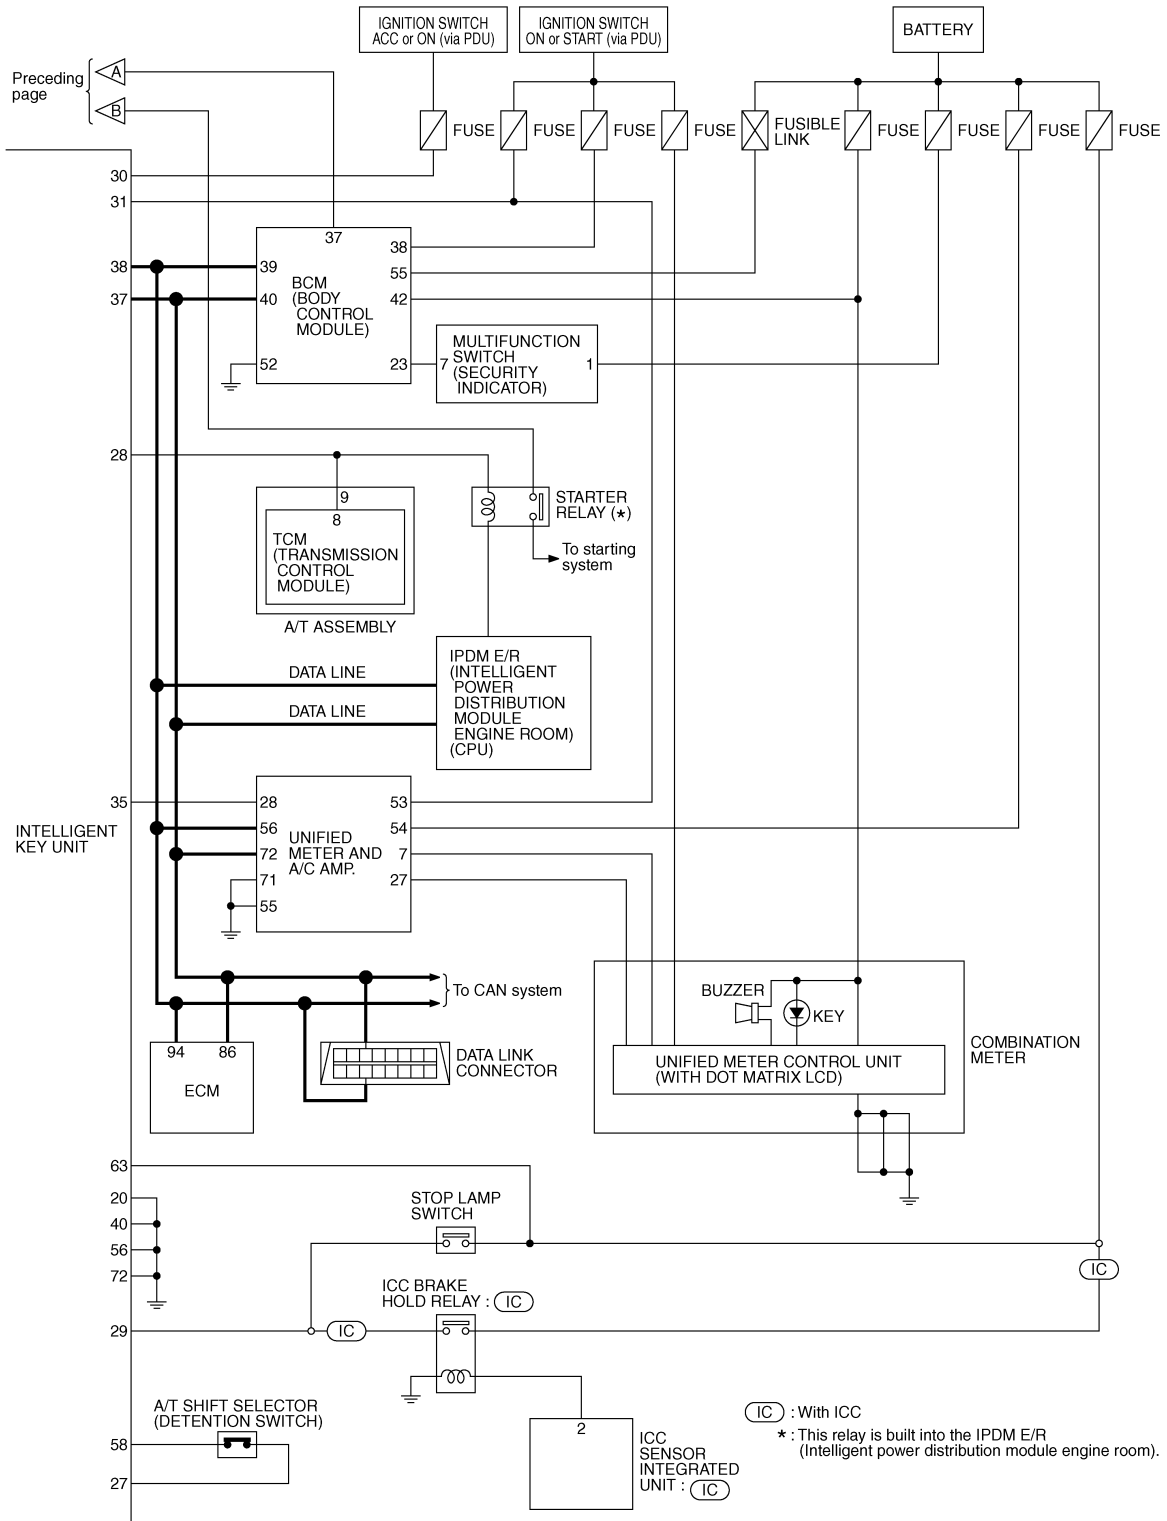 IGNITION SWITCH
ACC or ON (via PDU)
IGNITION SWITCH
ON or START (via PDU)
BATTERY
Preceding
page
A
B
FUSE
FUSE
FUSE
FUSE
FUSIBLE
LINK
FUSE
FUSE
FUSE
FUSE
30
31
37
38
38
39
55
BCM
(BODY
CONTROL
MODULE)
37
40
42
52
23
7
MULTIFUNCTION
SWITCH
(SECURITY
INDICATOR)
1
28
9
8
TCM
(TRANSMISSION
CONTROL
MODULE)
A/T ASSEMBLY
STARTER
RELAY (*)
To starting
system
IPDM E/R
(INTELLIGENT
POWER
DISTRIBUTION
MODULE
ENGINE ROOM)
(CPU)
DATA LINE
DATA LINE
35
28
53
56
54
72
7
71
27
55
UNIFIED
METER AND
A/C AMP.
INTELLIGENT
KEY UNIT
To CAN system
94
86
ECM
DATA LINK
CONNECTOR
BUZZER
KEY
UNIFIED METER CONTROL UNIT
(WITH DOT MATRIX LCD)
COMBINATION
METER
63
20
40
56
72
STOP LAMP
SWITCH
IC
ICC BRAKE
HOLD RELAY : IC
29
IC
A/T SHIFT SELECTOR
(DETENTION SWITCH)
58
27
2
ICC
SENSOR
INTEGRATED
UNIT : IC
IC : With ICC
* : This relay is built into the IPDM E/R
(Intelligent power distribution module engine room).